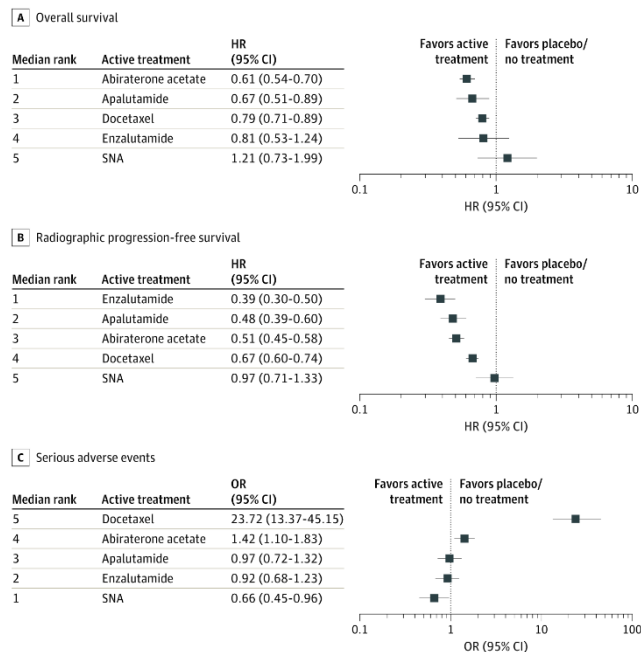 A Overall survival
Median rank Active treatment HR (95% CI)
1 Abiraterone acetate 0.61 (0.54-0.70)
2 Apalutamide 0.67 (0.51-0.89)
3 Docetaxel 0.79 (0.71-0.89)
4 Enzalutamide 0.81 (0.53-1.24)
5 SNA 1.21 (0.73-1.99)
Favors active treatment
Favors placebo/ no treatment
0.1 1 10
HR (95% CI)
B Radiographic progression-free survival
Median rank Active treatment HR (95% CI)
1 Enzalutamide 0.39 (0.30-0.50)
2 Apalutamide 0.48 (0.39-0.60)
3 Abiraterone acetate 0.51 (0.45-0.58)
4 Docetaxel 0.67 (0.60-0.74)
5 SNA 0.97 (0.71-1.33)
Favors active treatment
Favors placebo/ no treatment
0.1 1 10
HR (95% CI)
C Serious adverse events
Median rank Active treatment OR (95% CI)
5 Docetaxel 23.72 (13.37-45.15)
4 Abiraterone acetate 1.42 (1.10-1.83)
3 Apalutamide 0.97 (0.72-1.32)
2 Enzalutamide 0.92 (0.68-1.23)
1 SNA 0.66 (0.45-0.96)
Favors active treatment
Favors placebo/ no treatment
0.1 1 10 100
OR (95% CI)